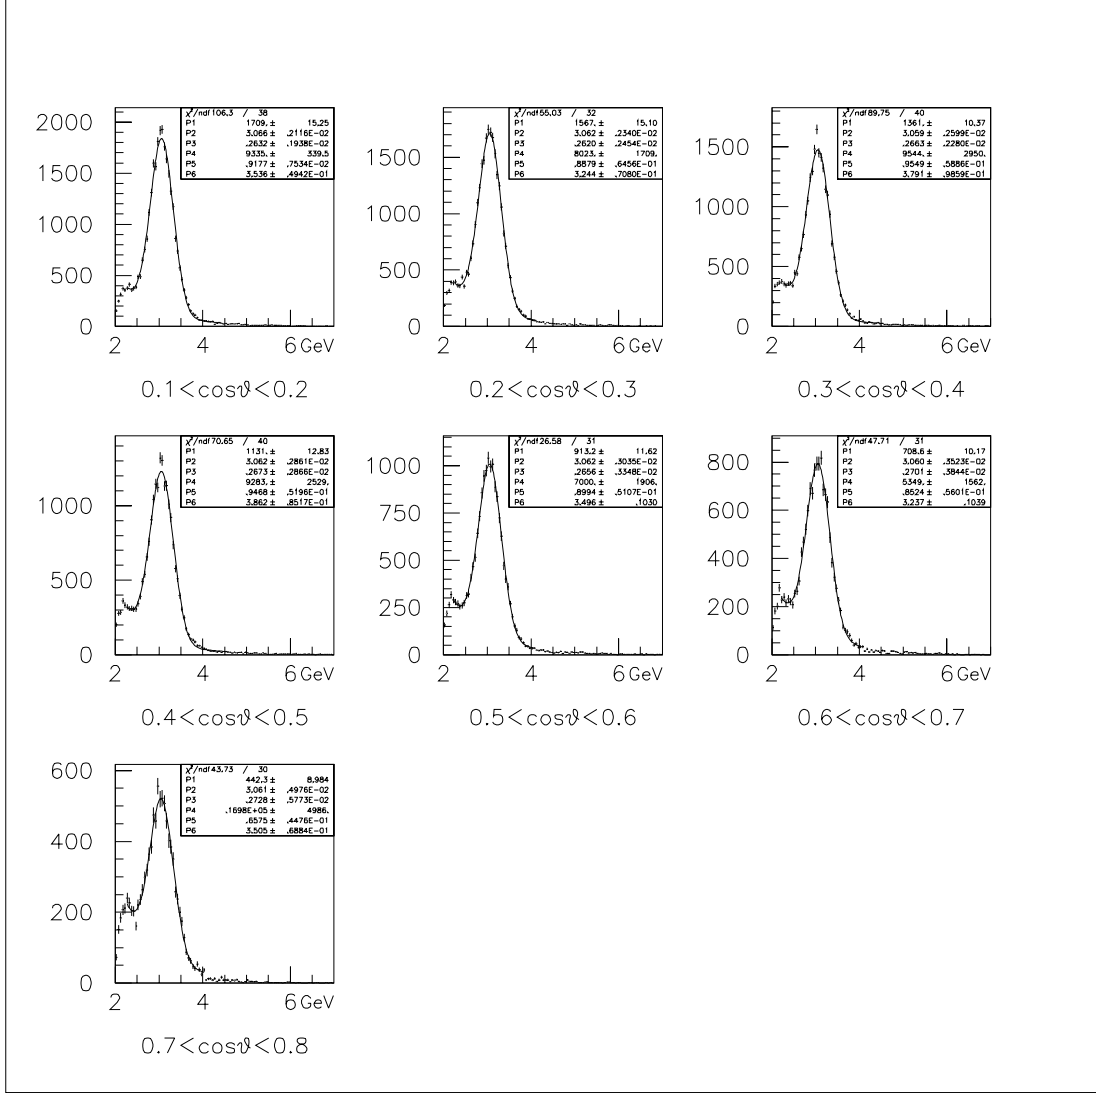 χ²/ndf 106.3 / 38
P1 1709. ± 15.25
P2 3.066 ± .2116E-02
P3 .2632 ± .1938E-02
P4 9335. ± 339.5
P5 .9177 ± .7534E-02
P6 3.536 ± .4942E-01
2000
1500
1000
500
0
2 4 6 GeV
0.1<cosϑ<0.2
χ²/ndf 55.03 / 32
P1 1567. ± 15.10
P2 3.062 ± .2340E-02
P3 .2620 ± .2454E-02
P4 8023. ± 1709.
P5 .8879 ± .6456E-01
P6 3.244 ± .7080E-01
1500
1000
500
0
2 4 6 GeV
0.2<cosϑ<0.3
χ²/ndf 89.75 / 40
P1 1361. ± 10.37
P2 3.059 ± .2599E-02
P3 .2663 ± .2280E-02
P4 9544. ± 2950.
P5 .9549 ± .5886E-01
P6 3.791 ± .9859E-01
1500
1000
500
0
2 4 6 GeV
0.3<cosϑ<0.4
χ²/ndf 70.65 / 40
P1 1131. ± 12.83
P2 3.062 ± .2861E-02
P3 .2673 ± .2866E-02
P4 9283. ± 2529.
P5 .9468 ± .5196E-01
P6 3.862 ± .8517E-01
1000
500
0
2 4 6 GeV
0.4<cosϑ<0.5
χ²/ndf 26.58 / 31
P1 913.2 ± 11.62
P2 3.062 ± .3035E-02
P3 .2656 ± .3348E-02
P4 7000. ± 1906.
P5 .8994 ± .5107E-01
P6 3.496 ± .1030
1000
750
500
250
0
2 4 6 GeV
0.5<cosϑ<0.6
χ²/ndf 47.71 / 31
P1 708.6 ± 10.17
P2 3.060 ± .3523E-02
P3 .2701 ± .3844E-02
P4 5349. ± 1562.
P5 .8524 ± .5601E-01
P6 3.237 ± .1039
800
600
400
200
0
2 4 6 GeV
0.6<cosϑ<0.7
χ²/ndf 43.73 / 30
P1 442.3 ± 8.984
P2 3.061 ± .4976E-02
P3 .2728 ± .5773E-02
P4 .1698E+05 ± 4986.
P5 .6575 ± .4476E-01
P6 3.505 ± .6884E-01
600
400
200
0
2 4 6 GeV
0.7<cosϑ<0.8